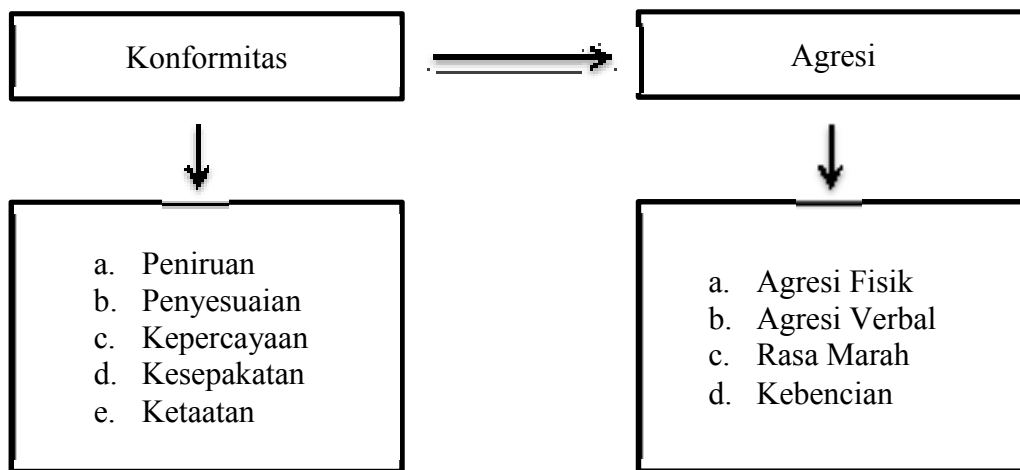 Konformitas
Agresi
a. Peniruan
b. Penyesuaian
c. Kepercayaan
d. Kesepakatan
e. Ketaatan
a. Agresi Fisik
b. Agresi Verbal
c. Rasa Marah
d. Kebencian